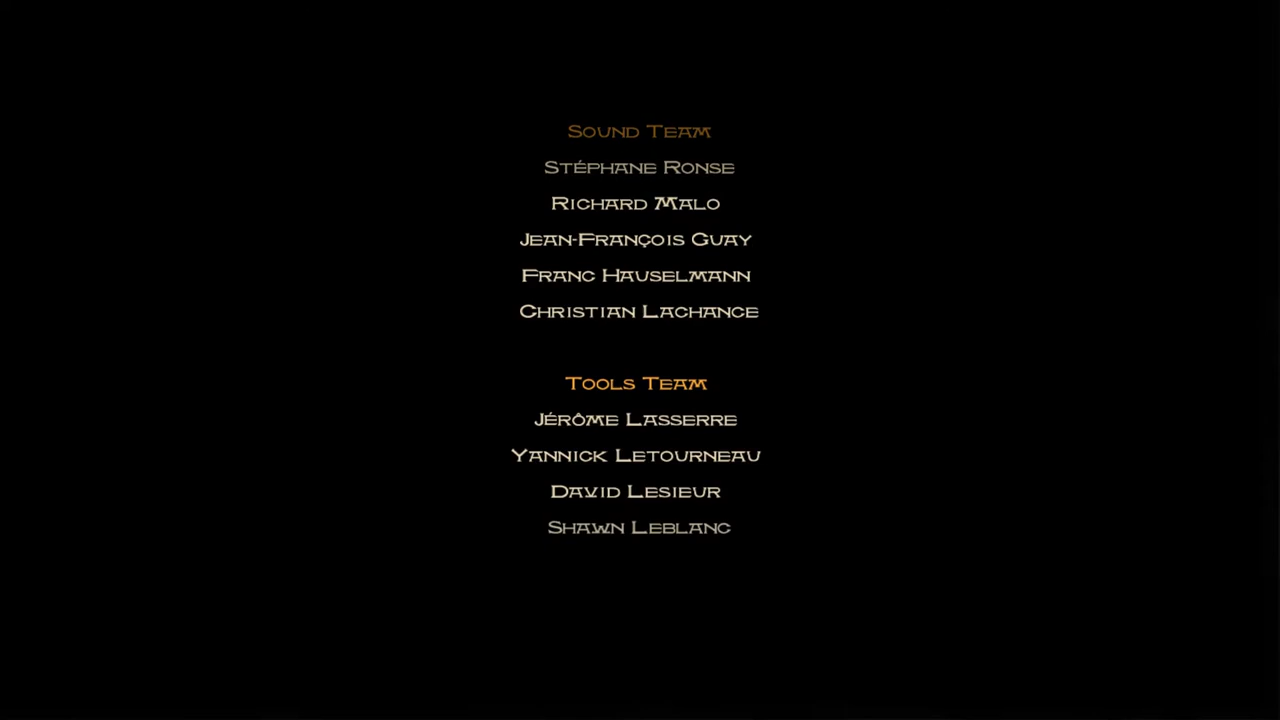 Sound Team
Stéphane Ronse
Richard Malo
Jean-François Guay
Franc Hauselmann
Christian Lachance
Tools Team
Jérôme Lasserre
Yannick Letourneau
David Lesieur
Shawn Leblanc